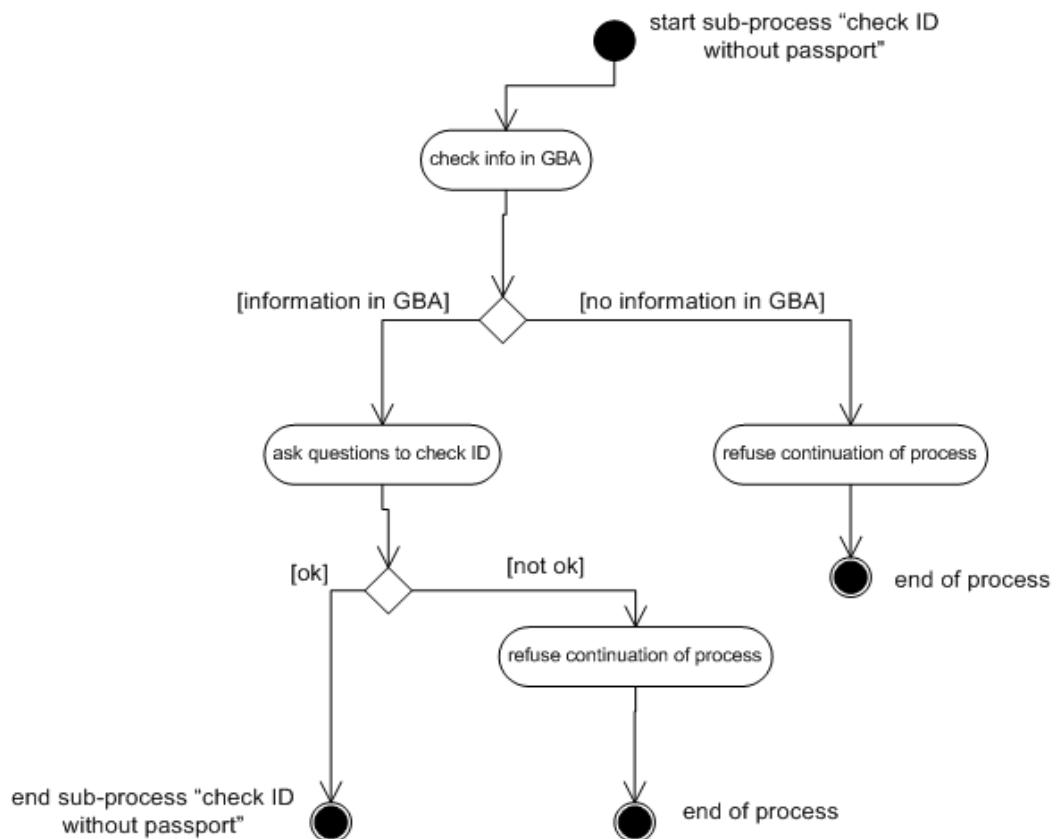 start sub-process “check ID
without passport”
check info in GBA
[information in GBA]
[no information in GBA]
ask questions to check ID
refuse continuation of process
[ok]
[not ok]
end of process
refuse continuation of process
end sub-process “check ID
without passport”
end of process